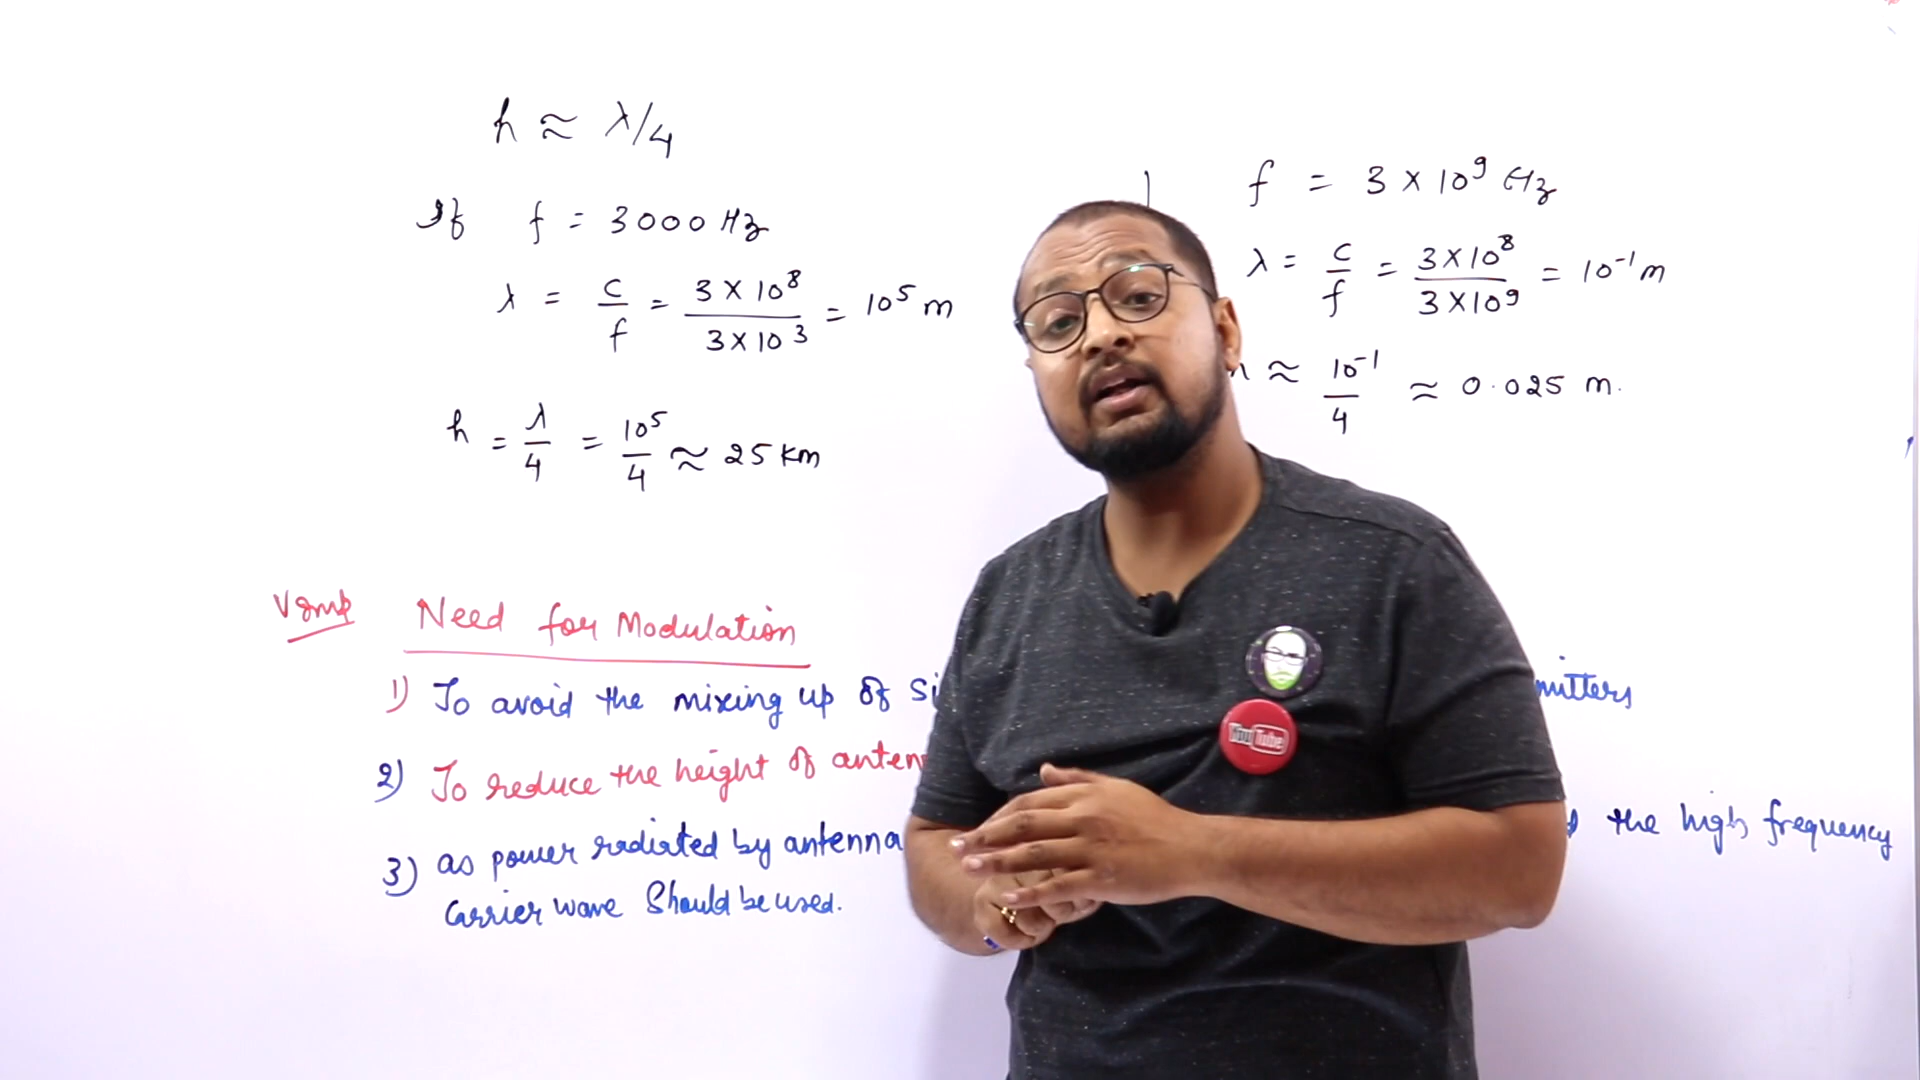 h ≈ λ/4
If f = 3000 Hz
λ = c/f = 3 × 10⁸ / 3 × 10³ = 10⁵ m
h = λ/4 = 10⁵/4 ≈ 25 km
f = 3 × 10⁹ Hz
λ = c/f = 3 × 10⁸ / 3 × 10⁹ = 10⁻¹ m
≈ 10⁻¹/4 ≈ 0.025 m.
Vimp Need for Modulation
1) To avoid the mixing up of si mitters
2) To reduce the height of anten
3) as power radiated by antenna the high frequency
Carrier wave Should be used.
You Tube